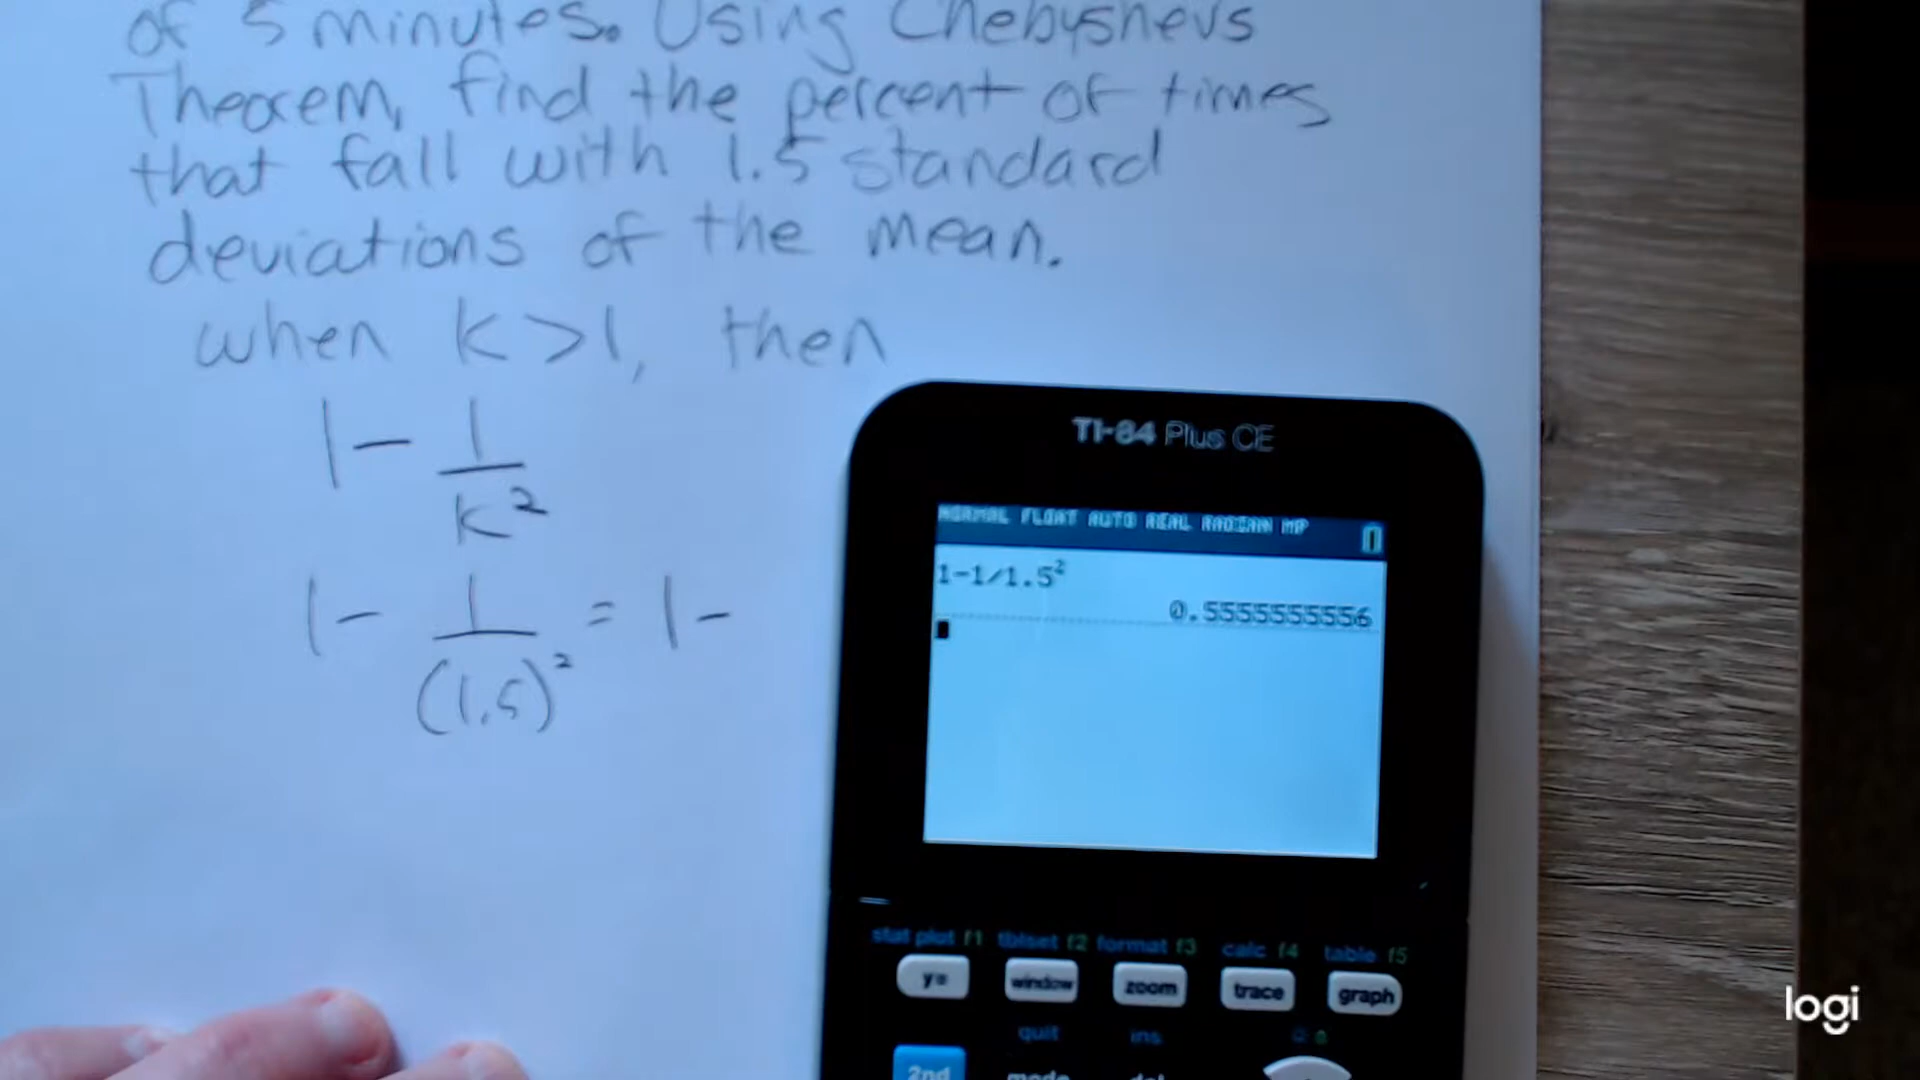 of 5 minutes. Using Chebyshevs
Theorem, find the percent of times
that fall with 1.5 standard
deviations of the mean.
when k>1, then
1 - 1/k²
1 - 1/(1.5)² = 1 -
TI-84 Plus CE
NORMAL FLOAT AUTO REAL RADIAN MP
1-1/1.5²
0.5555555556
stat plot f1 tblset f2 format f3 calc f4 table f5
y= window zoom trace graph
quit ins
2nd mode del
logi